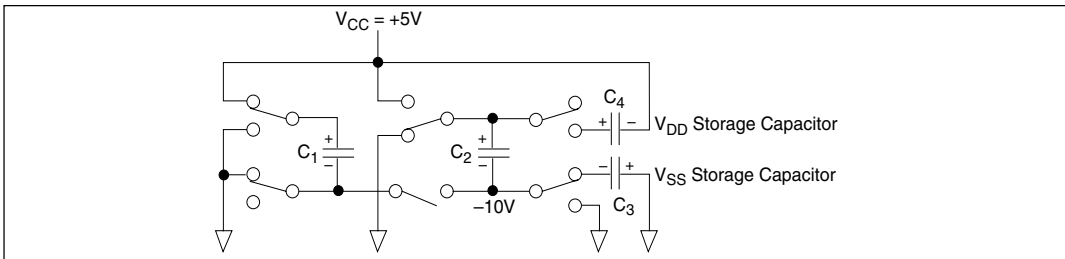 V_CC = +5V
C_4
+ − V_DD Storage Capacitor
+
C_1
−
+
C_2
−
− + V_SS Storage Capacitor
−10V
C_3